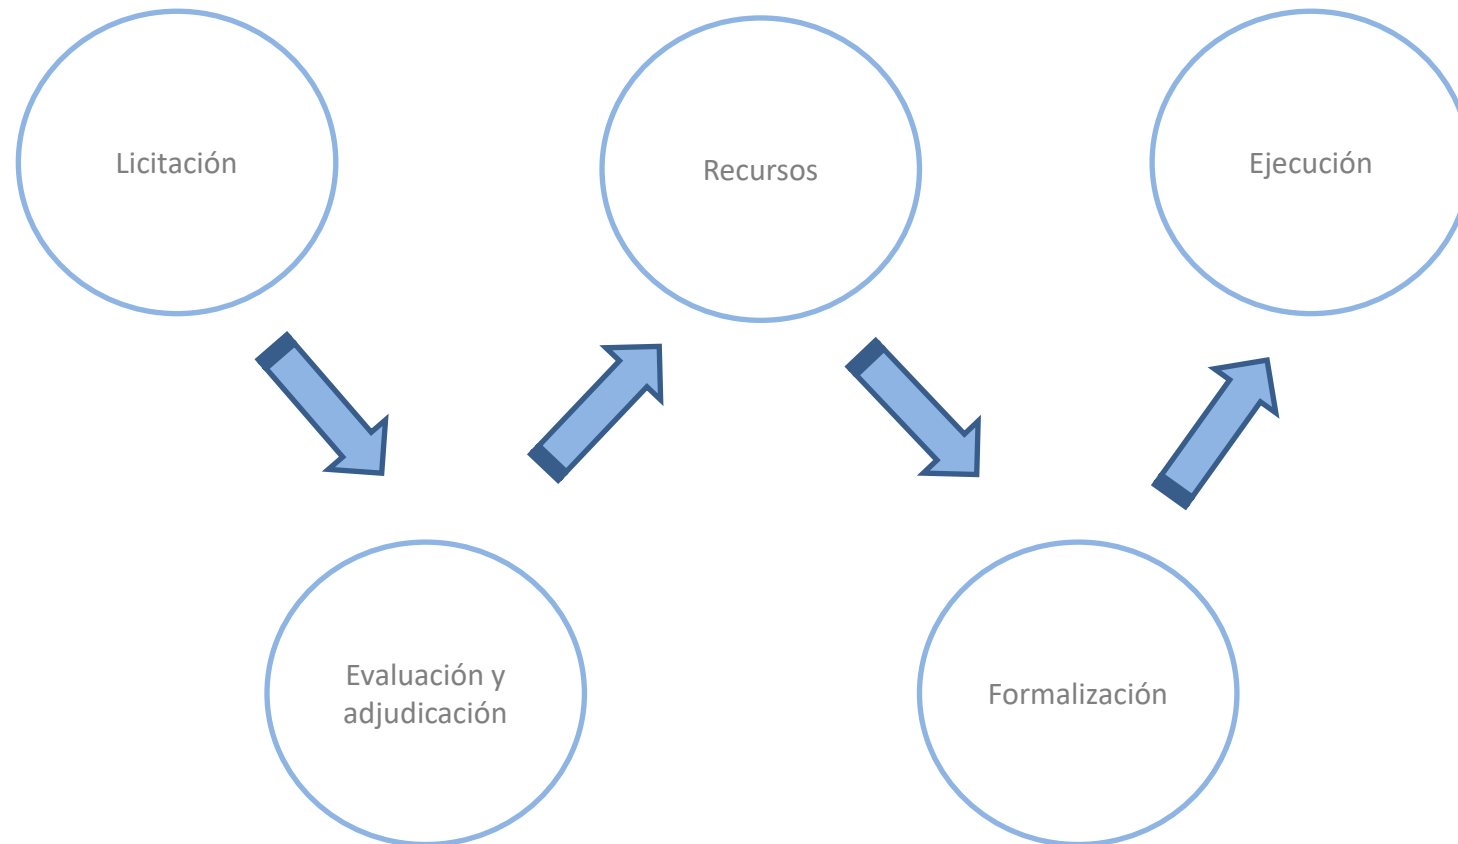 Licitación
Evaluación y
adjudicación
Recursos
Formalización
Ejecución